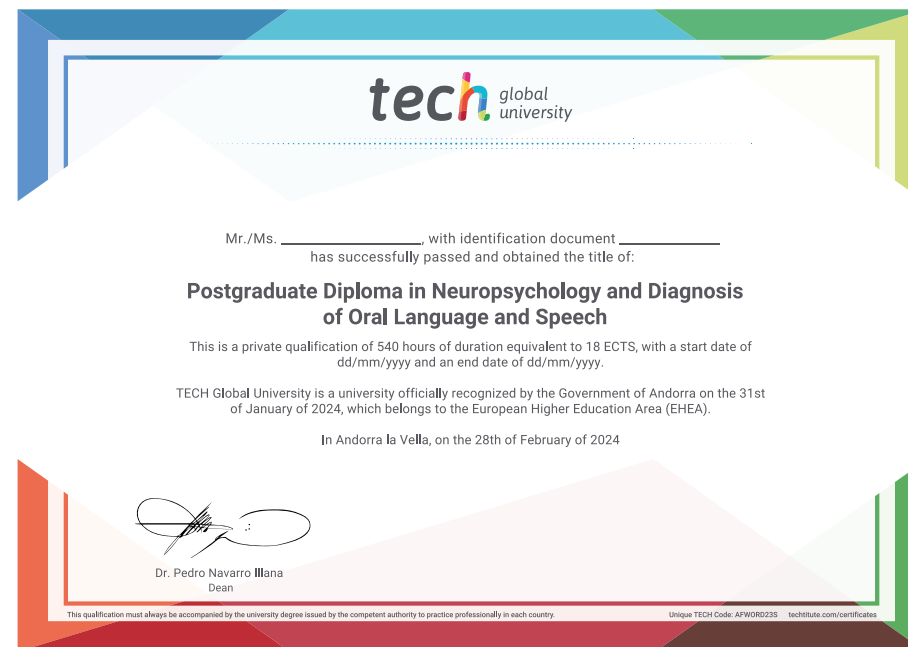 tech global university
Mr./Ms. ____________________, with identification document ______________
has successfully passed and obtained the title of:
Postgraduate Diploma in Neuropsychology and Diagnosis
of Oral Language and Speech
This is a private qualification of 540 hours of duration equivalent to 18 ECTS, with a start date of
dd/mm/yyyy and an end date of dd/mm/yyyy.
TECH Global University is a university officially recognized by the Government of Andorra on the 31st
of January of 2024, which belongs to the European Higher Education Area (EHEA).
In Andorra la Vella, on the 28th of February of 2024
Dr. Pedro Navarro Illana
Dean
This qualification must always be accompanied by the university degree issued by the competent authority to practice professionally in each country.
Unique TECH Code: AFWORD23S techtitute.com/certificates